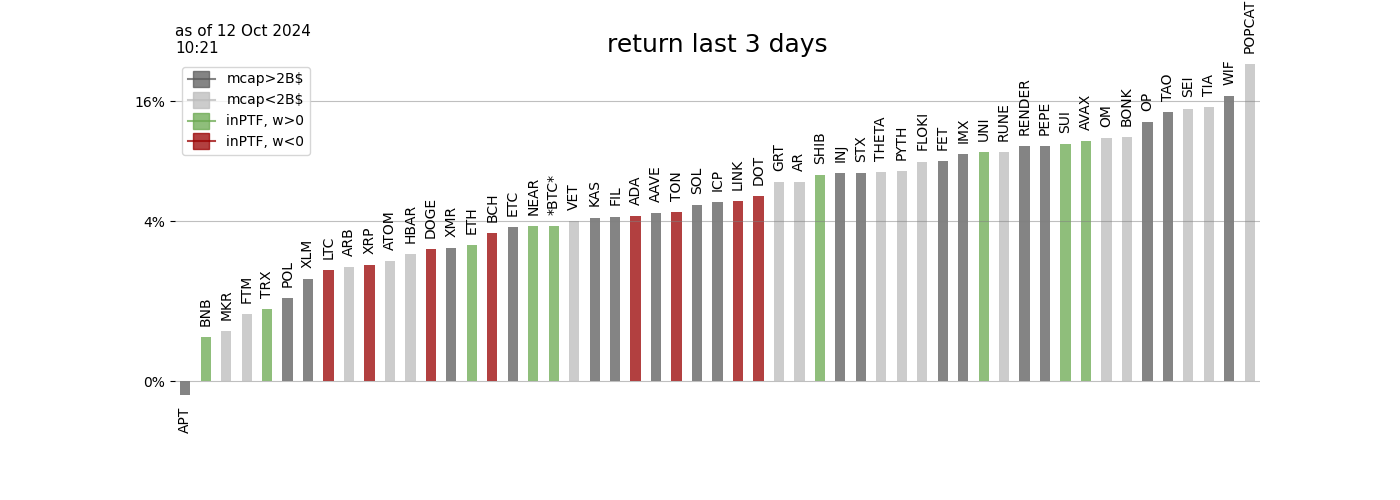 as of 12 Oct 2024
10:21
return last 3 days
mcap>2B$
mcap<2B$
inPTF, w>0
inPTF, w<0
16%
4%
0%
APT
BNB
MKR
FTM
TRX
POL
XLM
LTC
ARB
XRP
ATOM
HBAR
DOGE
XMR
ETH
BCH
ETC
NEAR
*BTC*
VET
KAS
FIL
ADA
AAVE
TON
SOL
ICP
LINK
DOT
GRT
AR
SHIB
INJ
STX
THETA
PYTH
FLOKI
FET
IMX
UNI
RUNE
RENDER
PEPE
SUI
AVAX
OM
BONK
OP
TAO
SEI
TIA
WIF
POPCAT